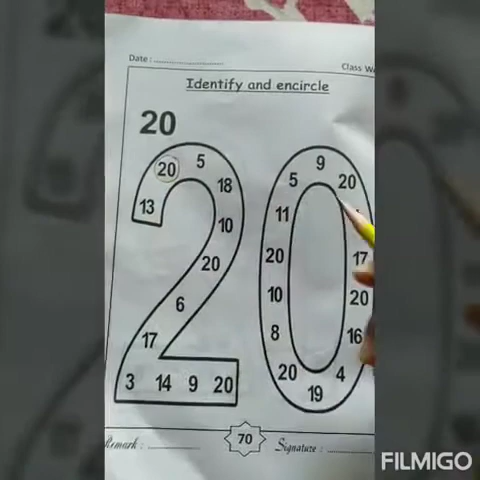 Date : ........................
Class W
Identify and encircle
20
20 5 18
13
10
20
6
17
3 14 9 20
9
5 20
11
20 17
10 20
8 16
20 4
19
Remark : ..................
70
Signature : ..................
FILMIGO